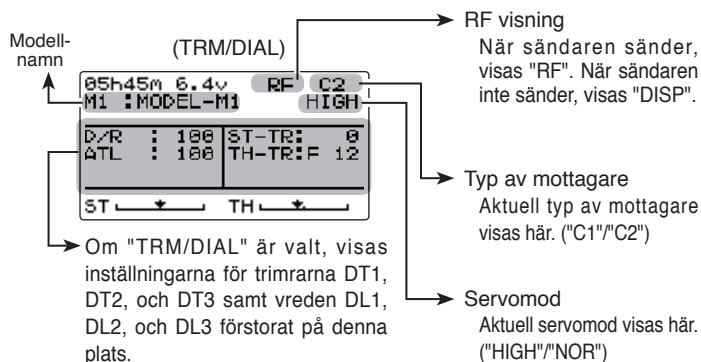 Modell-
namn
(TRM/DIAL)
05h45m 6.4v RF C2
M1 :MODEL-M1 HIGH
D/R : 100 ST-TR: 0
ATL : 100 TH-TR:F 12
ST TH
Om "TRM/DIAL" är valt, visas
inställningarna för trimrarna DT1,
DT2, och DT3 samt vreden DL1,
DL2, och DL3 förstorat på denna
plats.
RF visning
När sändaren sänder,
visas "RF". När sändaren
inte sänder, visas "DISP".
Typ av mottagare
Aktuell typ av mottagare
visas här. ("C1"/"C2")
Servomod
Aktuell servomod visas här.
("HIGH"/"NOR")